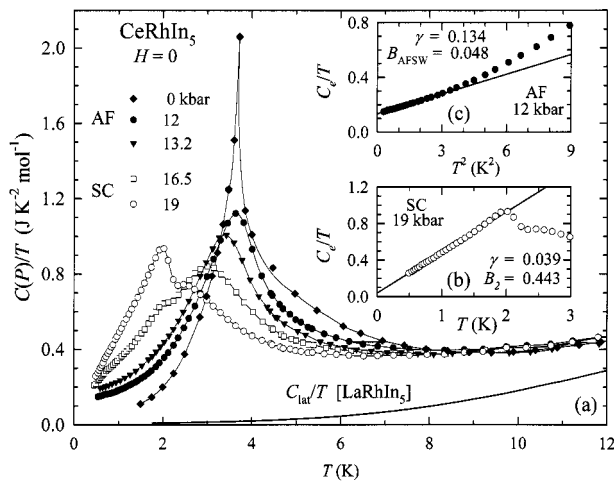 CeRhIn5
H = 0
0 kbar
AF
12
13.2
SC
16.5
19
C(P)/T (J K⁻² mol⁻¹)
2.0
1.6
1.2
0.8
0.4
0.0
0
2
4
6
8
10
12
T (K)
Clat/T [LaRhIn5]
(a)
γ = 0.134
BAFSW = 0.048
Ce/T
0.8
0.4
0.0
(c)
AF
12 kbar
0
3
6
9
T² (K²)
SC
19 kbar
Ce/T
1.2
0.9
0.6
0.3
0.0
(b)
γ = 0.039
B2 = 0.443
0
1
2
3
T (K)